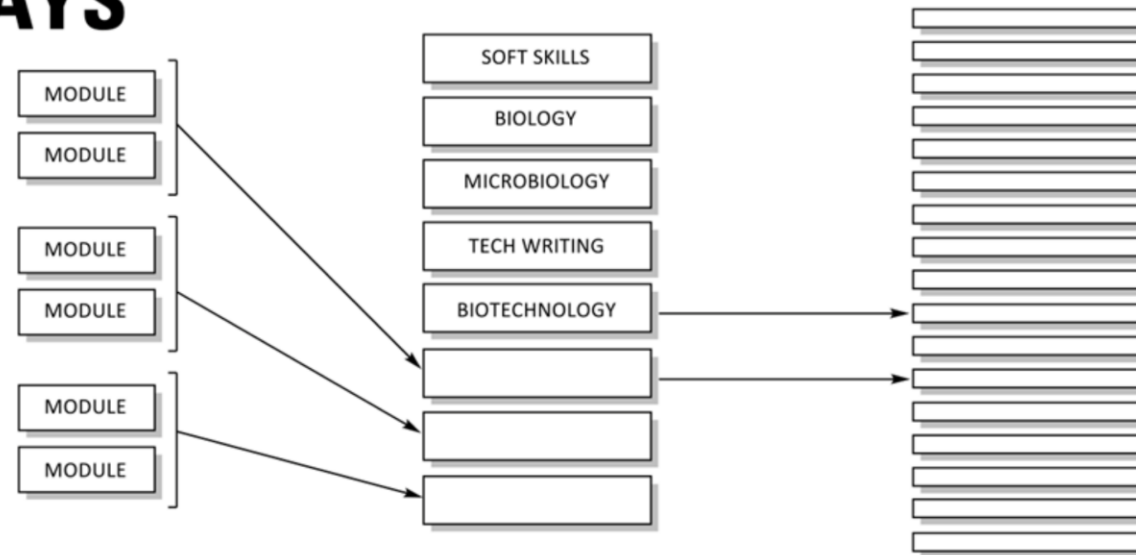 AYS
MODULE
MODULE
MODULE
MODULE
MODULE
MODULE
SOFT SKILLS
BIOLOGY
MICROBIOLOGY
TECH WRITING
BIOTECHNOLOGY